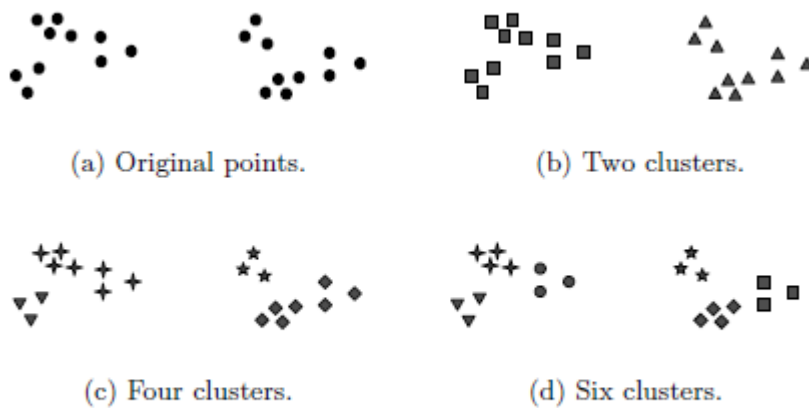 (a) Original points.
(b) Two clusters.
(c) Four clusters.
(d) Six clusters.